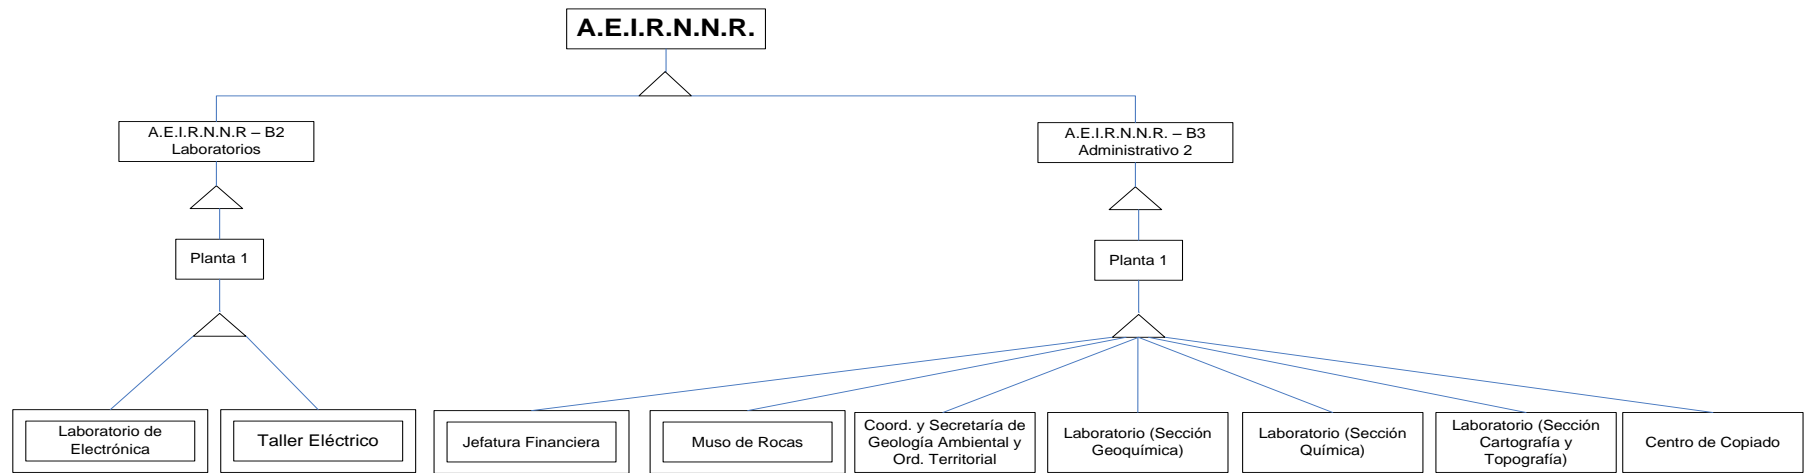 A.E.I.R.N.N.R.
A.E.I.R.N.N.R – B2
Laboratorios
A.E.I.R.N.N.R. – B3
Administrativo 2
Planta 1
Planta 1
Laboratorio de
Electrónica
Taller Eléctrico
Jefatura Financiera
Muso de Rocas
Coord. y Secretaría de
Geología Ambiental y
Ord. Territorial
Laboratorio (Sección
Geoquímica)
Laboratorio (Sección
Química)
Laboratorio (Sección
Cartografía y
Topografía)
Centro de Copiado